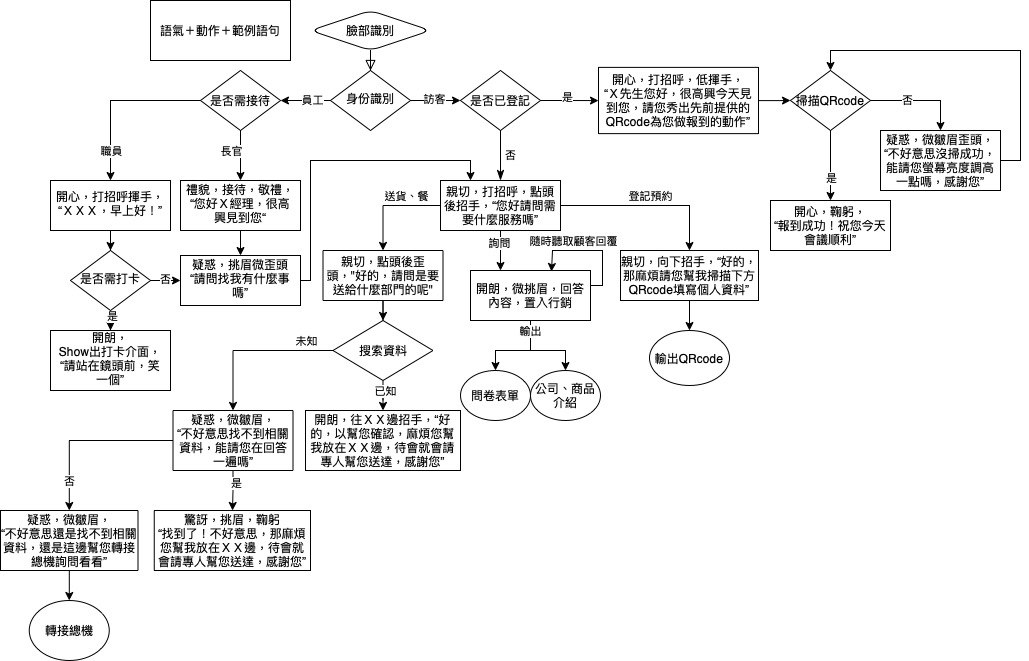 語氣＋動作＋範例語句
臉部識別
是否需接待
員工
身份識別
訪客
是否已登記
是
開心，打招呼，低揮手，
“Ｘ先生您好，很高興今天見
到您，請您秀出先前提供的
QRcode為您做報到的動作”
掃描QRcode
否
疑惑，微皺眉歪頭，
“不好意思沒掃成功，
能請您螢幕亮度調高
一點嗎，感謝您”
是
開心，鞠躬，
“報到成功！祝您今天
會議順利”
職員
長官
否
開心，打招呼揮手，
“ＸＸＸ，早上好！”
禮貌，接待，敬禮，
“您好Ｘ經理，很高
興見到您“
親切，打招呼，點頭
後招手，“您好請問需
要什麼服務嗎”
送貨、餐
詢問
登記預約
隨時聽取顧客回覆
是否需打卡
否
疑惑，挑眉微歪頭
“請問找我有什麼事
嗎”
親切，點頭後歪
頭，"好的，請問是要
送給什麼部門的呢"
開朗，微挑眉，回答
內容，置入行銷
親切，向下招手，“好的，
那麻煩請您幫我掃描下方
QRcode填寫個人資料”
是
開朗，
Show出打卡介面，
“請站在鏡頭前，笑
一個”
未知
搜索資料
已知
輸出
輸出QRcode
問卷表單
公司、商品
介紹
疑惑，微皺眉，
“不好意思找不到相關
資料，能請您在回答
一遍嗎”
開朗，往ＸＸ邊招手，“好
的，以幫您確認，麻煩您幫
我放在ＸＸ邊，待會就會請
專人幫您送達，感謝您”
否
是
疑惑，微皺眉，
“不好意思還是找不到相關
資料，還是這邊幫您轉接
總機詢問看看”
驚訝，挑眉，鞠躬
“找到了！不好意思，那麻煩
您幫我放在ＸＸ邊，待會就
會請專人幫您送達，感謝您”
轉接總機